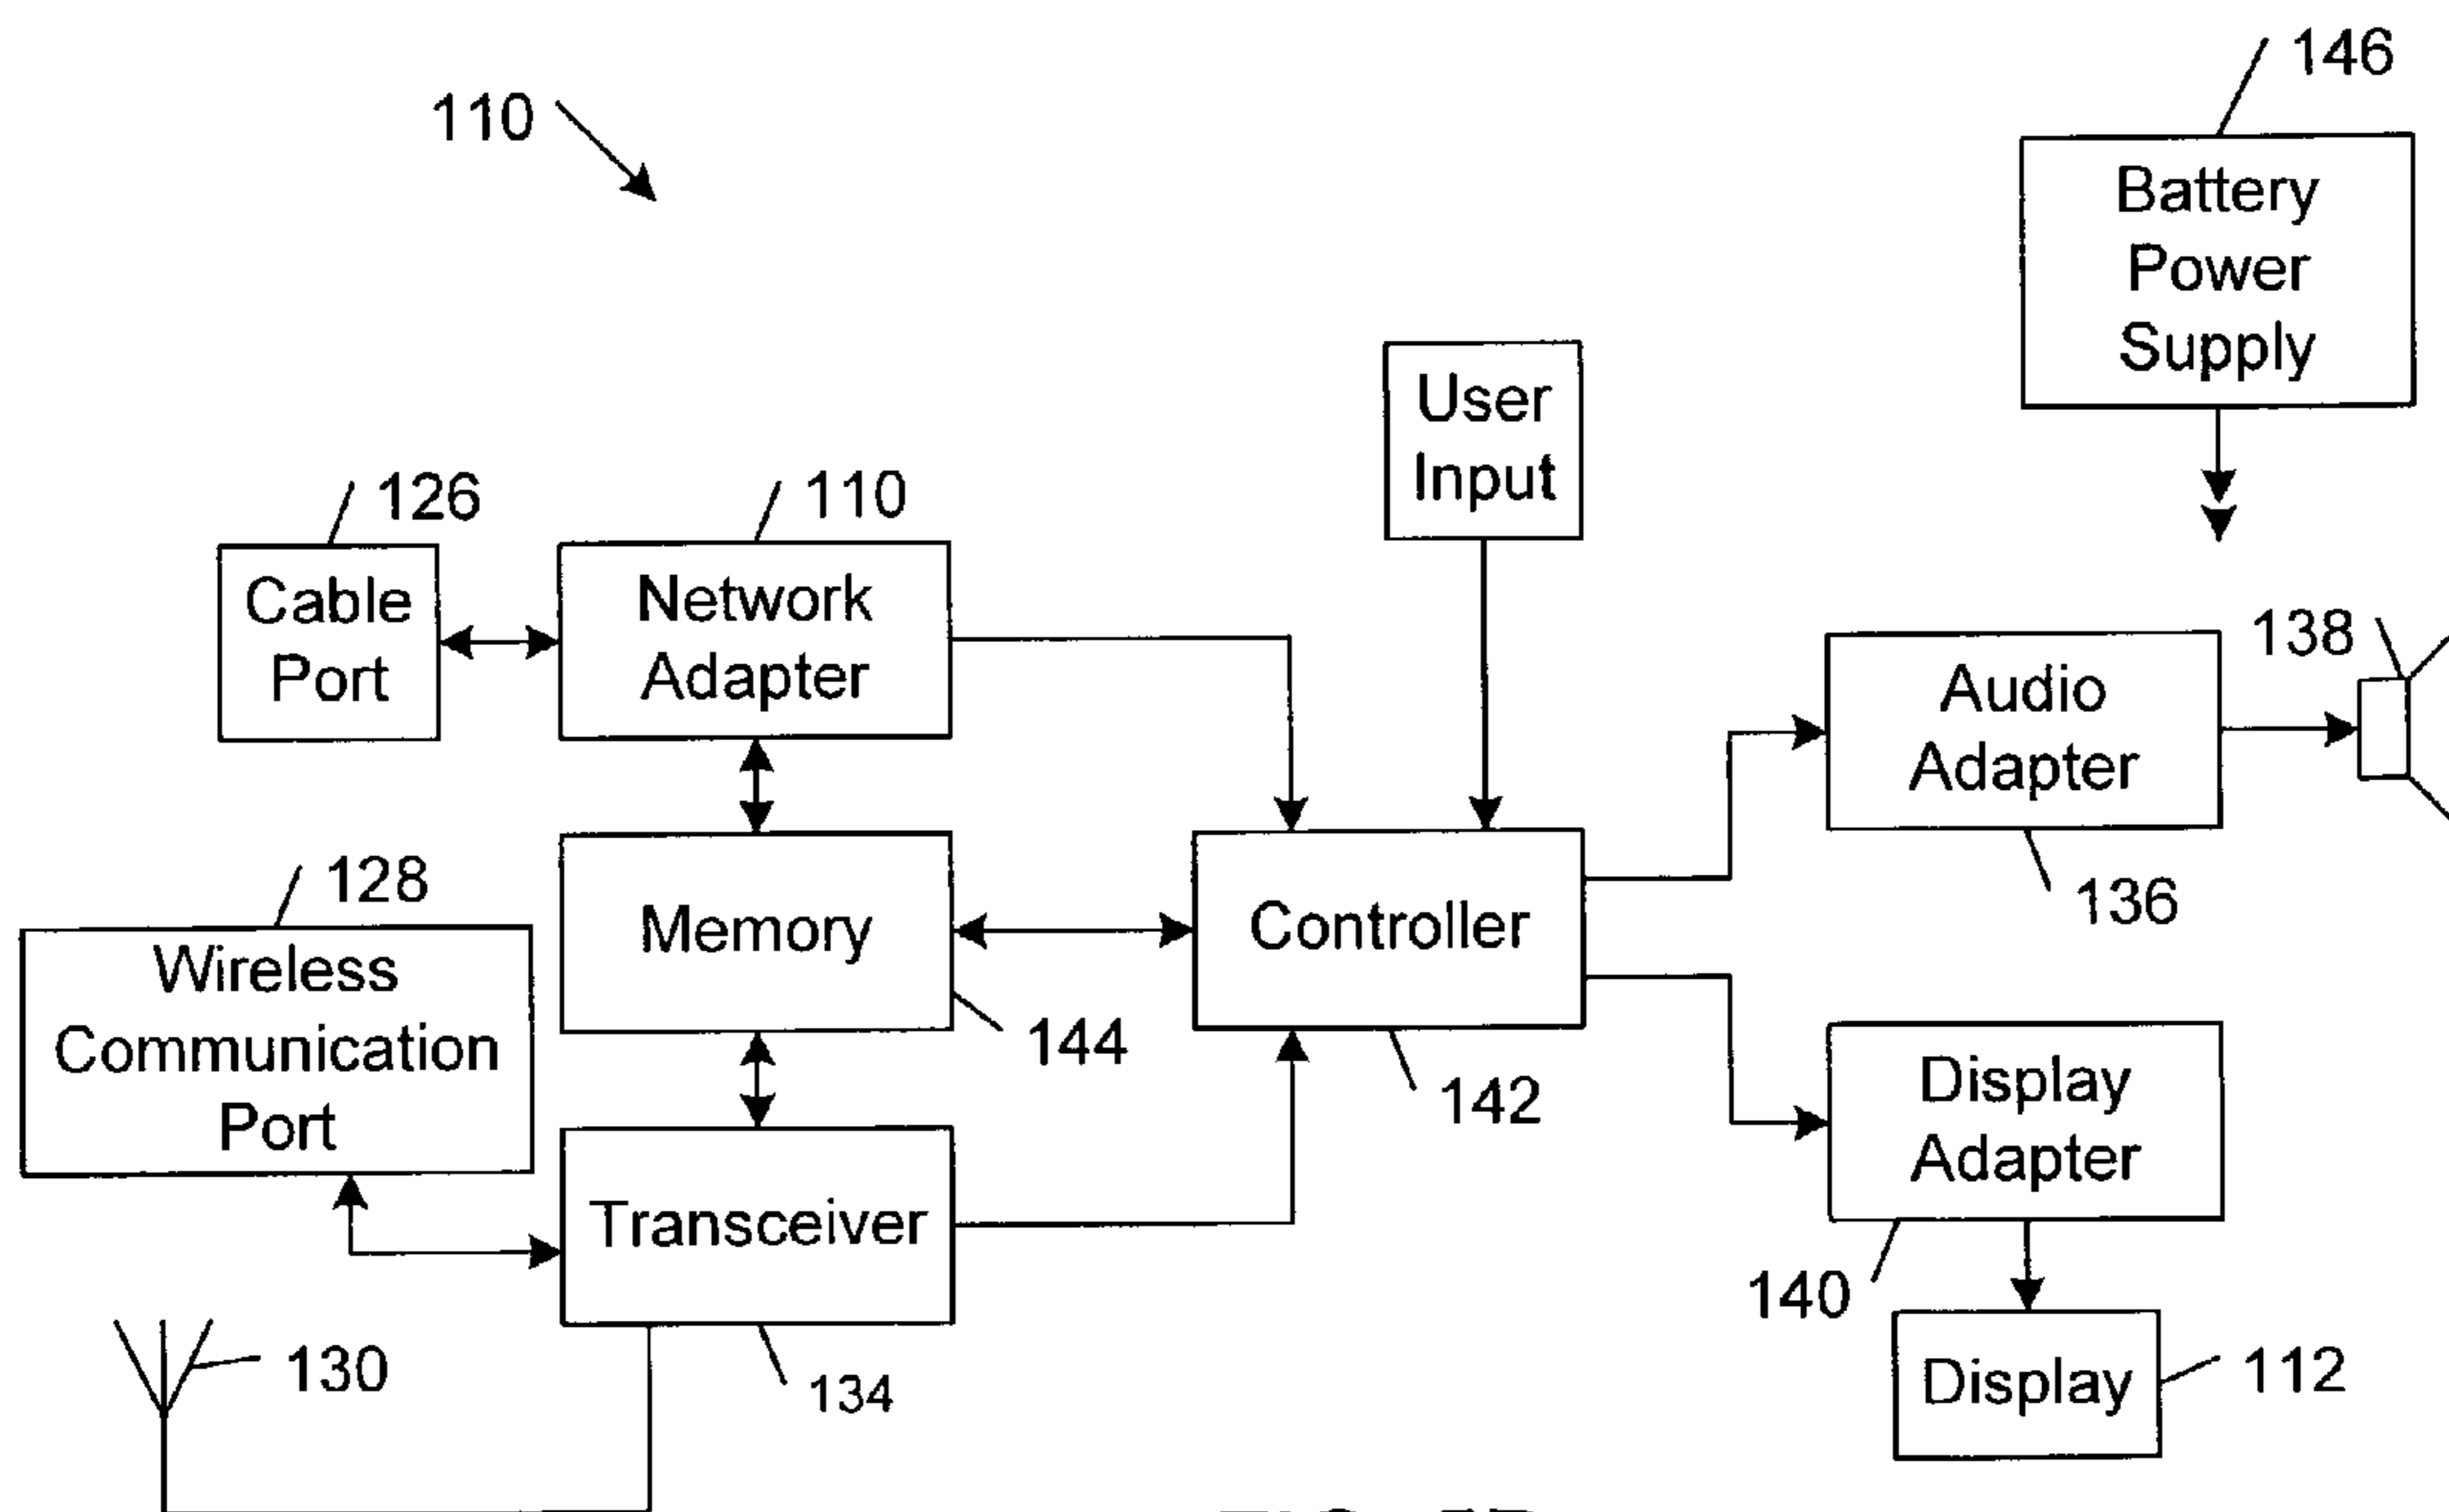 146
110
Battery
Power
Supply
User
Input
126
110
Cable
Port
Network
Adapter
138
Audio
Adapter
136
128
Wireless
Communication
Port
Memory
144
Controller
142
Display
Adapter
140
Transceiver
134
130
Display
112